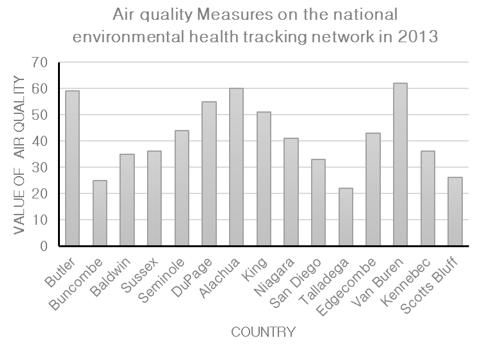 Air quality Measures on the national
environmental health tracking network in 2013
VALUE OF AIR QUALITY
70
60
50
40
30
20
10
0
Butler
Buncombe
Baldwin
Sussex
Seminole
DuPage
Alachua
King
Niagara
San Diego
Talladega
Edgecombe
Van Buren
Kennebec
Scotts Bluff
COUNTRY